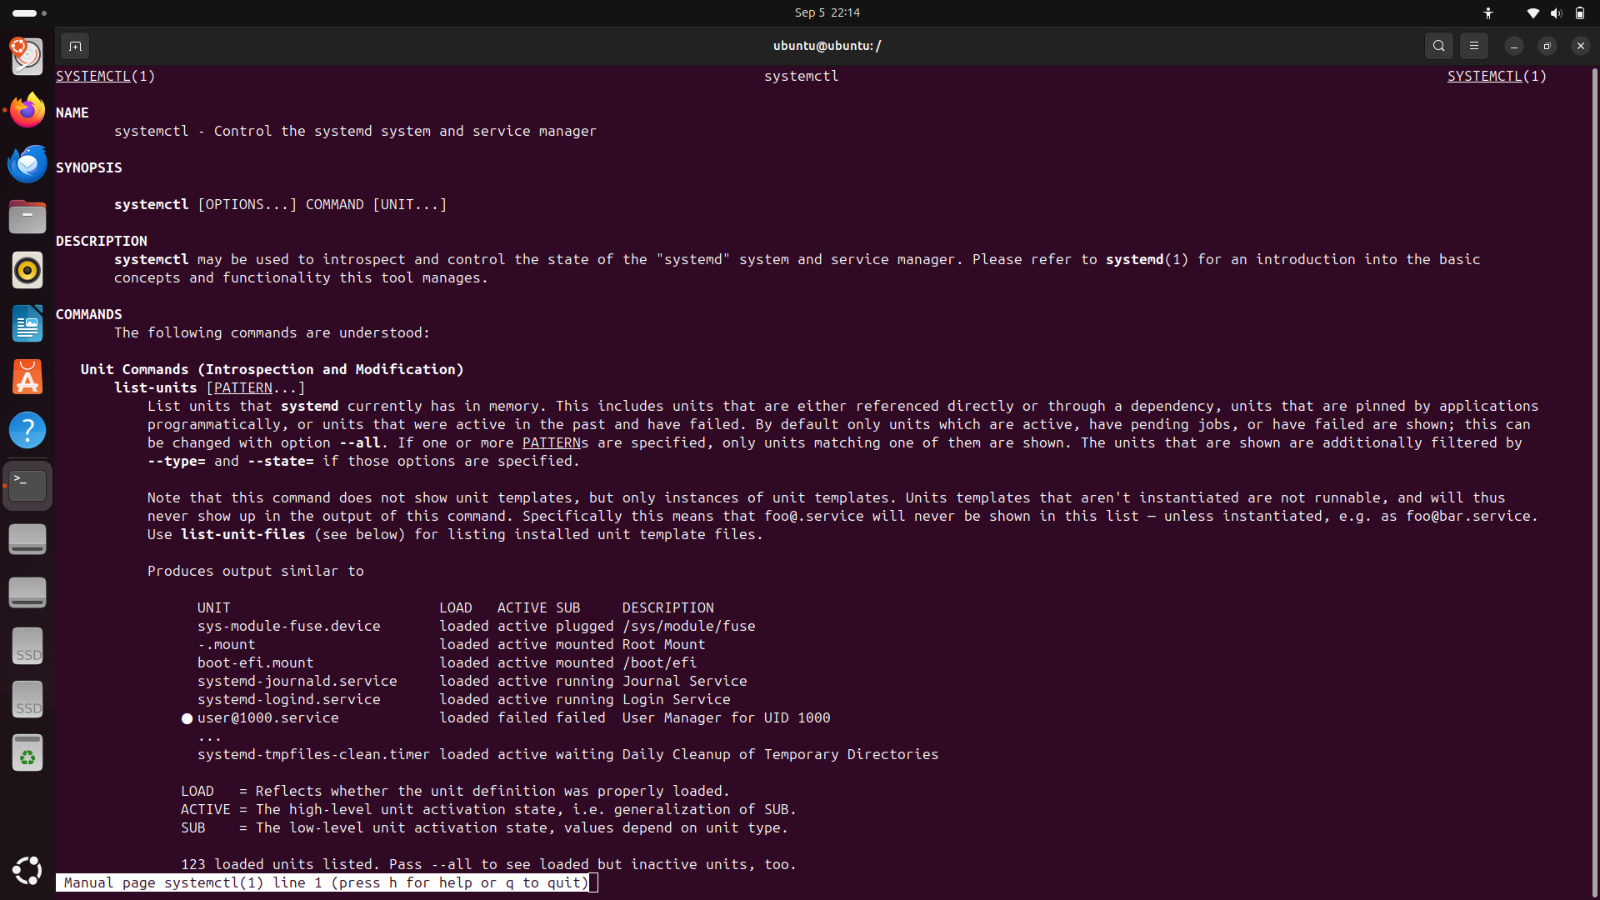 Sep 5 22:14
ubuntu@ubuntu: /
SYSTEMCTL(1) systemctl SYSTEMCTL(1)
NAME
systemctl - Control the systemd system and service manager
SYNOPSIS
systemctl [OPTIONS...] COMMAND [UNIT...]
DESCRIPTION
systemctl may be used to introspect and control the state of the "systemd" system and service manager. Please refer to systemd(1) for an introduction into the basic
concepts and functionality this tool manages.
COMMANDS
The following commands are understood:
Unit Commands (Introspection and Modification)
list-units [PATTERN...]
List units that systemd currently has in memory. This includes units that are either referenced directly or through a dependency, units that are pinned by applications
programmatically, or units that were active in the past and have failed. By default only units which are active, have pending jobs, or have failed are shown; this can
be changed with option --all. If one or more PATTERNs are specified, only units matching one of them are shown. The units that are shown are additionally filtered by
--type= and --state= if those options are specified.
Note that this command does not show unit templates, but only instances of unit templates. Units templates that aren't instantiated are not runnable, and will thus
never show up in the output of this command. Specifically this means that foo@.service will never be shown in this list — unless instantiated, e.g. as foo@bar.service.
Use list-unit-files (see below) for listing installed unit template files.
Produces output similar to
UNIT LOAD ACTIVE SUB DESCRIPTION
sys-module-fuse.device loaded active plugged /sys/module/fuse
-.mount loaded active mounted Root Mount
boot-efi.mount loaded active mounted /boot/efi
systemd-journald.service loaded active running Journal Service
systemd-logind.service loaded active running Login Service
● user@1000.service loaded failed failed User Manager for UID 1000
...
systemd-tmpfiles-clean.timer loaded active waiting Daily Cleanup of Temporary Directories
LOAD = Reflects whether the unit definition was properly loaded.
ACTIVE = The high-level unit activation state, i.e. generalization of SUB.
SUB = The low-level unit activation state, values depend on unit type.
123 loaded units listed. Pass --all to see loaded but inactive units, too.
Manual page systemctl(1) line 1 (press h for help or q to quit)
SSD
SSD